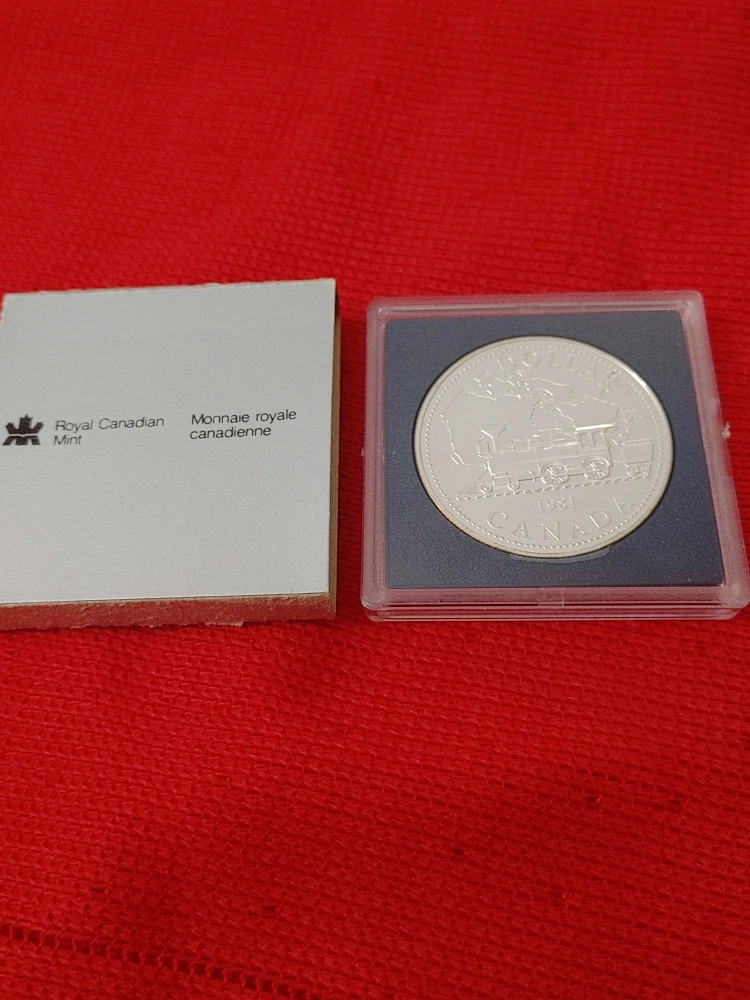 Royal Canadian
Mint
Monnaie royale
canadienne
DOLLAR
1981
CANADA